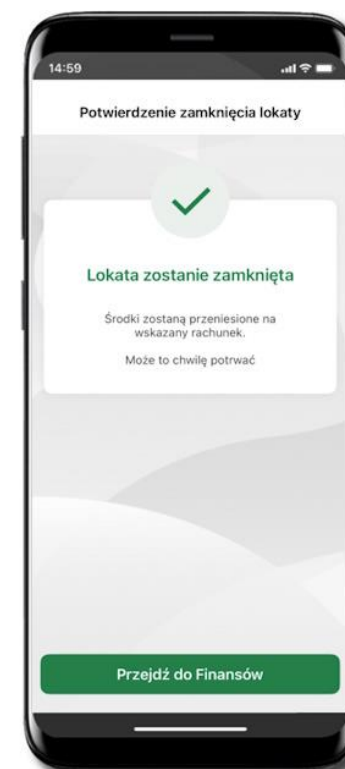 14:59
Potwierdzenie zamknięcia lokaty
Lokata zostanie zamknięta
Środki zostaną przeniesione na
wskazany rachunek.
Może to chwilę potrwać
Przejdź do Finansów